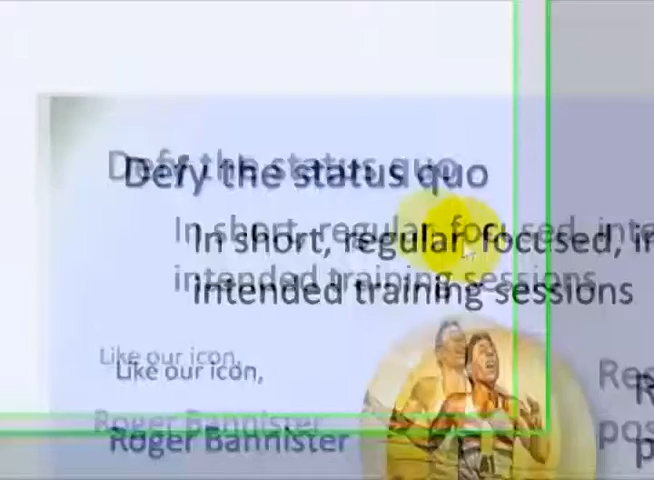 Defy the status quo
In short, regular focused, in
intended training sessions
Like our icon,
Roger Bannister